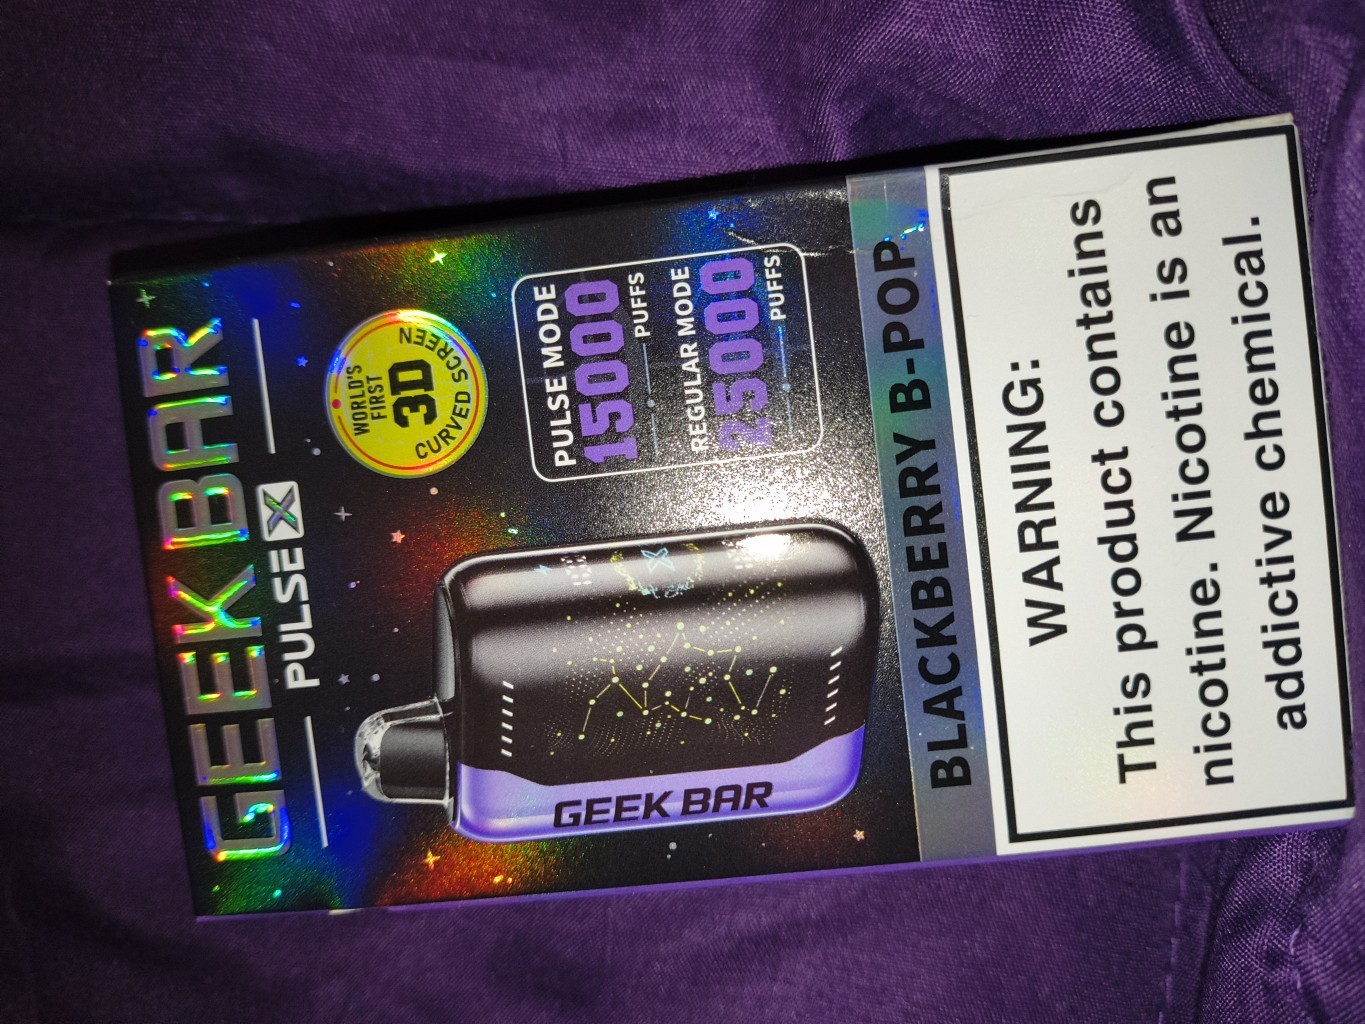 GEEK BAR
PULSE X
WORLD'S
FIRST
3D
CURVED SCREEN
PULSE MODE
15000
PUFFS
REGULAR MODE
25000
PUFFS
GEEK BAR
BLACKBERRY B-POP
WARNING:
This product contains
nicotine. Nicotine is an
addictive chemical.